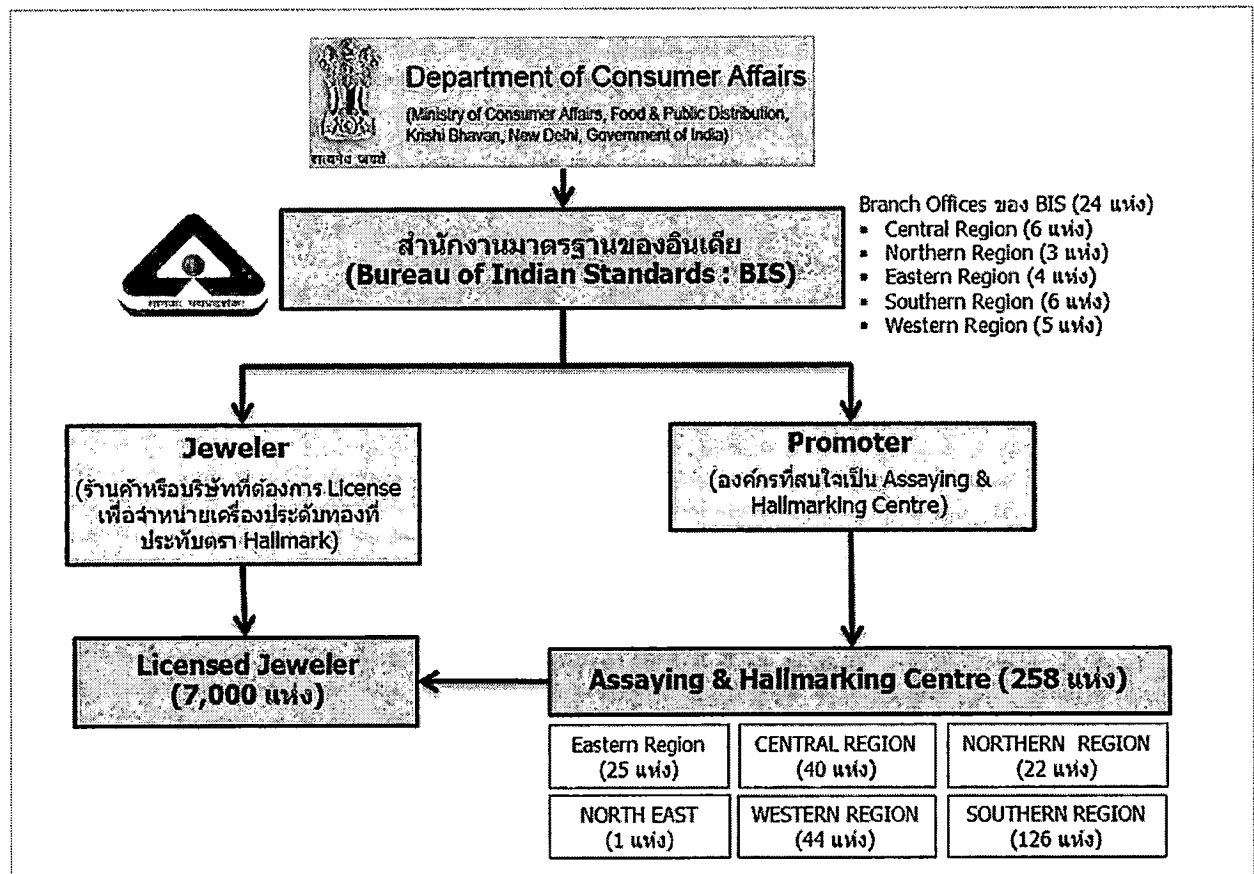 Department of Consumer Affairs
(Ministry of Consumer Affairs, Food & Public Distribution,
Krishi Bhavan, New Delhi, Government of India)
सत्यमेव जयते
สำนักงานมาตรฐานของอินเดีย
(Bureau of Indian Standards : BIS)
मानकः पथप्रदर्शकः
Branch Offices ของ BIS (24 แห่ง)
▪ Central Region (6 แห่ง)
▪ Northern Region (3 แห่ง)
▪ Eastern Region (4 แห่ง)
▪ Southern Region (6 แห่ง)
▪ Western Region (5 แห่ง)
Jeweler
(ร้านค้าหรือบริษัทที่ต้องการ License
เพื่อจำหน่ายเครื่องประดับทองที่
ประทับตรา Hallmark)
Promoter
(องค์กรที่สนใจเป็น Assaying &
Hallmarking Centre)
Licensed Jeweler
(7,000 แห่ง)
Assaying & Hallmarking Centre (258 แห่ง)
Eastern Region
(25 แห่ง)
CENTRAL REGION
(40 แห่ง)
NORTHERN REGION
(22 แห่ง)
NORTH EAST
(1 แห่ง)
WESTERN REGION
(44 แห่ง)
SOUTHERN REGION
(126 แห่ง)